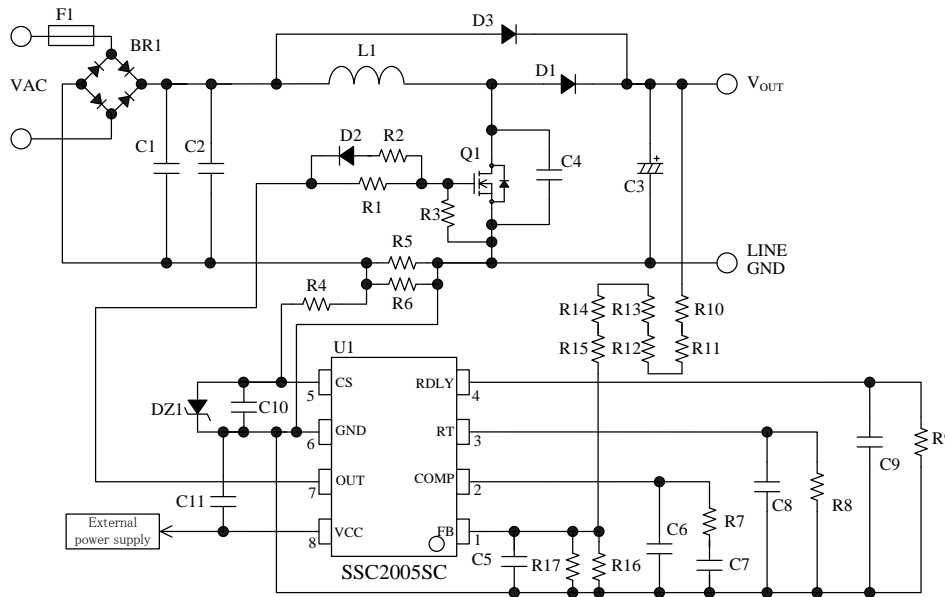 F1
BR1
VAC
D3
L1
D1
VOUT
C1
C2
D2
R2
Q1
C4
C3
R1
R3
R5
LINE
GND
R4
R6
R14
R13
R10
R15
R12
R11
U1
DZ1
C10
CS
5
RDLY
4
GND
6
RT
3
OUT
7
COMP
2
VCC
8
FB
1
C11
External
power supply
SSC2005SC
C5
R17
R16
C6
R7
C7
C8
R8
C9
R9